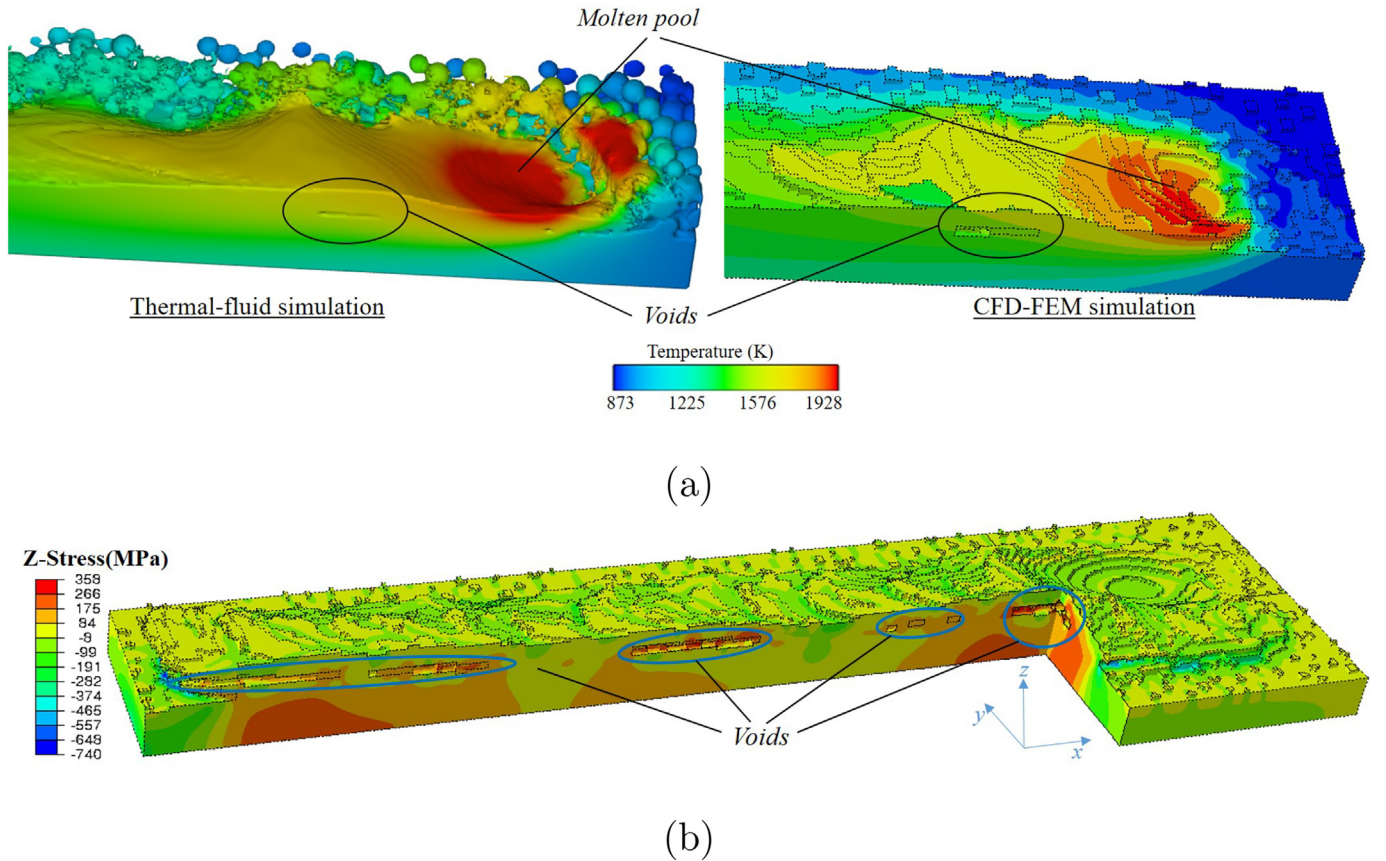 Molten pool
Thermal-fluid simulation
CFD-FEM simulation
Voids
Temperature (K)
873 1225 1576 1928
(a)
Z-Stress(MPa)
358
266
175
84
-8
-99
-191
-282
-374
-465
-557
-648
-740
Voids
z
y
x
(b)